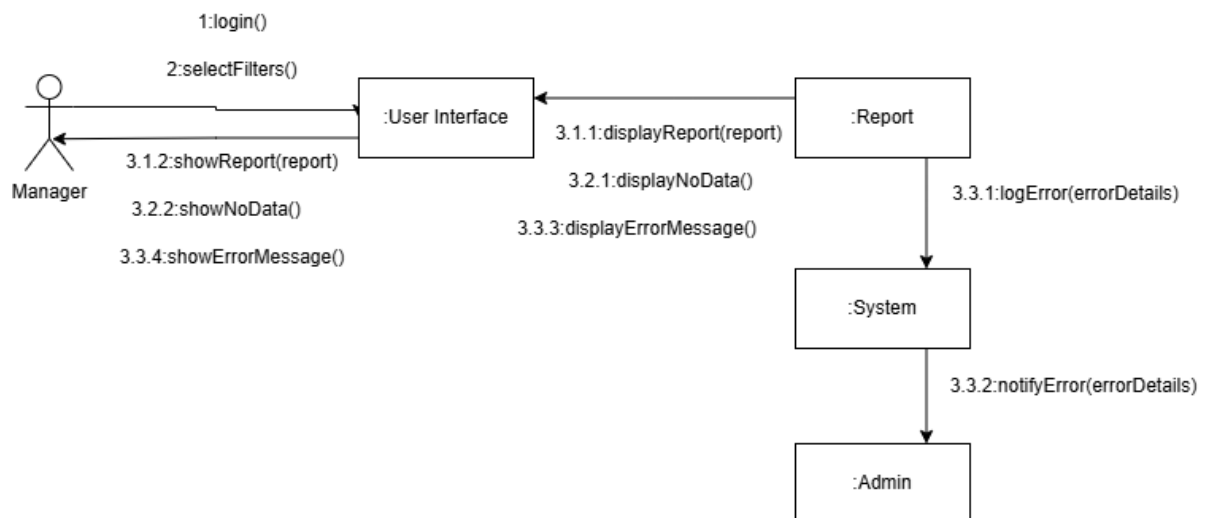 1:login()
2:selectFilters()
:User Interface
:Report
3.1.1:displayReport(report)
3.1.2:showReport(report)
Manager
3.2.1:displayNoData()
3.3.1:logError(errorDetails)
3.2.2:showNoData()
3.3.3:displayErrorMessage()
3.3.4:showErrorMessage()
:System
3.3.2:notifyError(errorDetails)
:Admin